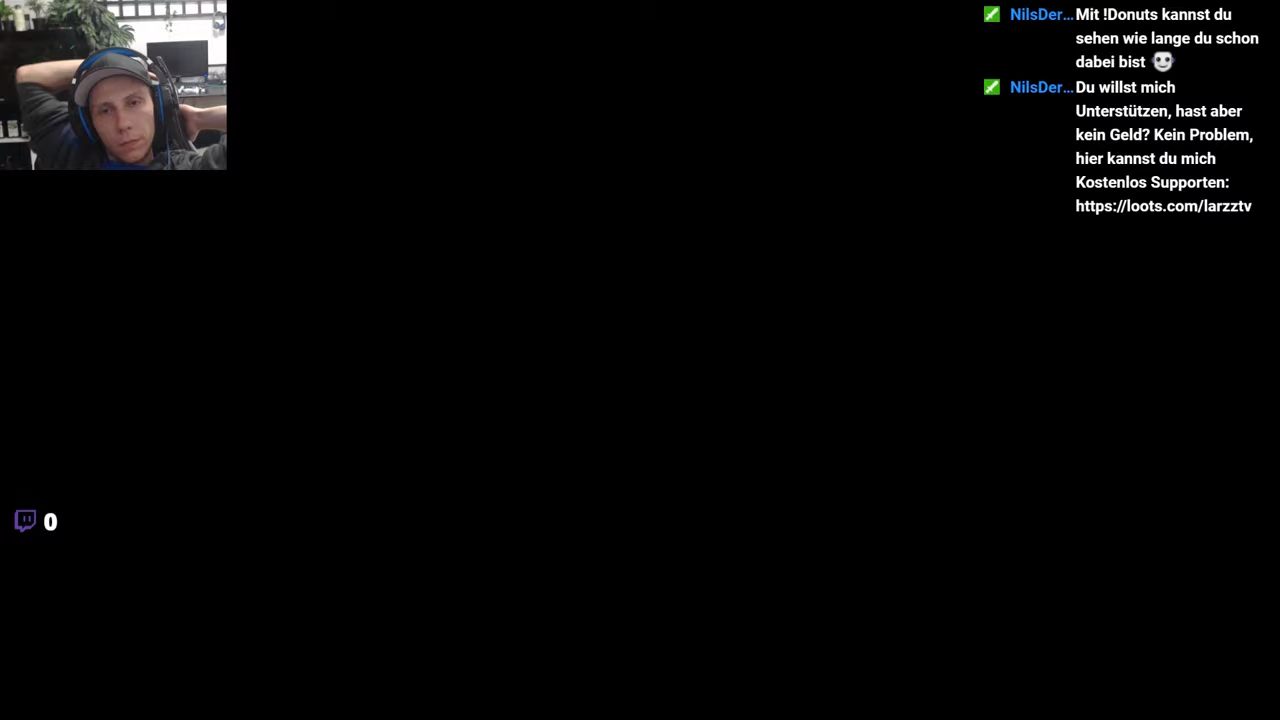 NilsDer... Mit !Donuts kannst du
sehen wie lange du schon
dabei bist
NilsDer... Du willst mich
Unterstützen, hast aber
kein Geld? Kein Problem,
hier kannst du mich
Kostenlos Supporten:
https://loots.com/larzztv
0